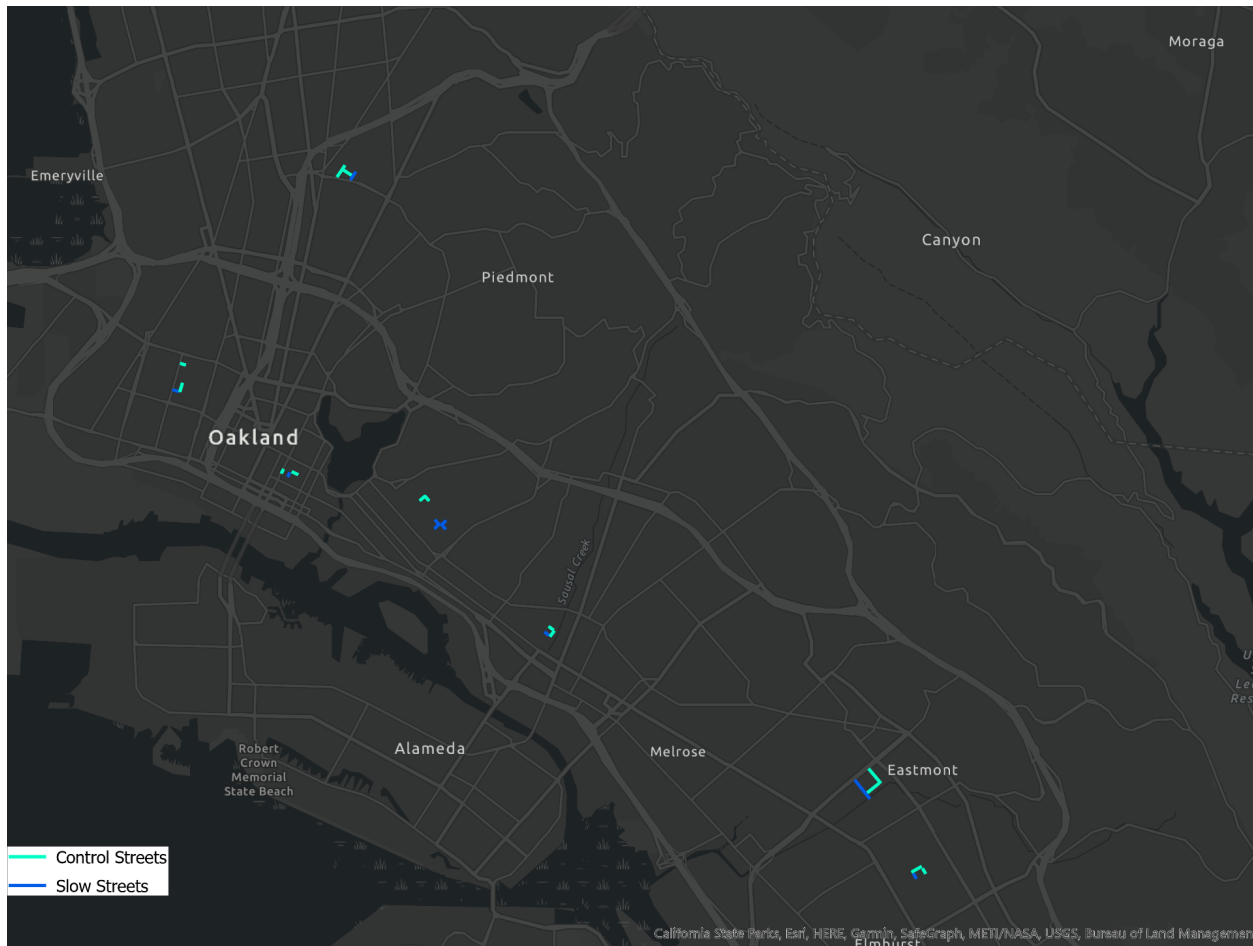 Moraga
Emeryville
Canyon
Piedmont
Oakland
Sausal Creek
Robert
Crown
Memorial
State Beach
Alameda
Melrose
Eastmont
Control Streets
Slow Streets
California State Parks, Esri, HERE, Garmin, SafeGraph, METI/NASA, USGS, Bureau of Land Managemen
Elmhurst